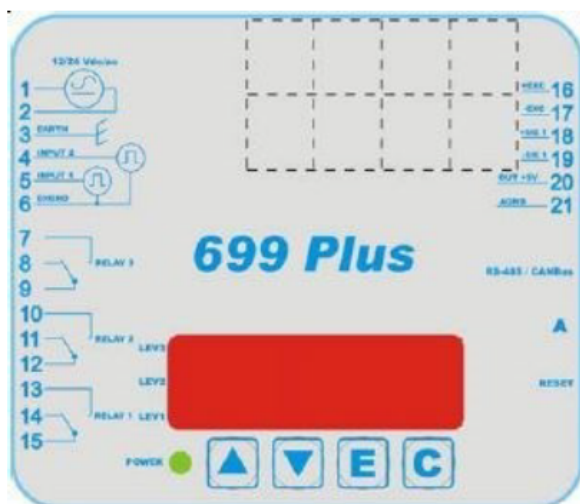 12/24 Vdc/ac
1
2
3 EARTH
4 INPUT 2
5 INPUT 1
6 DGND
7
8 RELAY 3
9
10
11 RELAY 2
12
13
14 RELAY 1
15
+EXC 16
-EXC 17
+SIG 1 18
-SIG 1 19
OUT +5V 20
AGND 21
699 Plus
RS-485 / CANBus
A
RESET
LEV3
LEV2
LEV1
POWER
E C